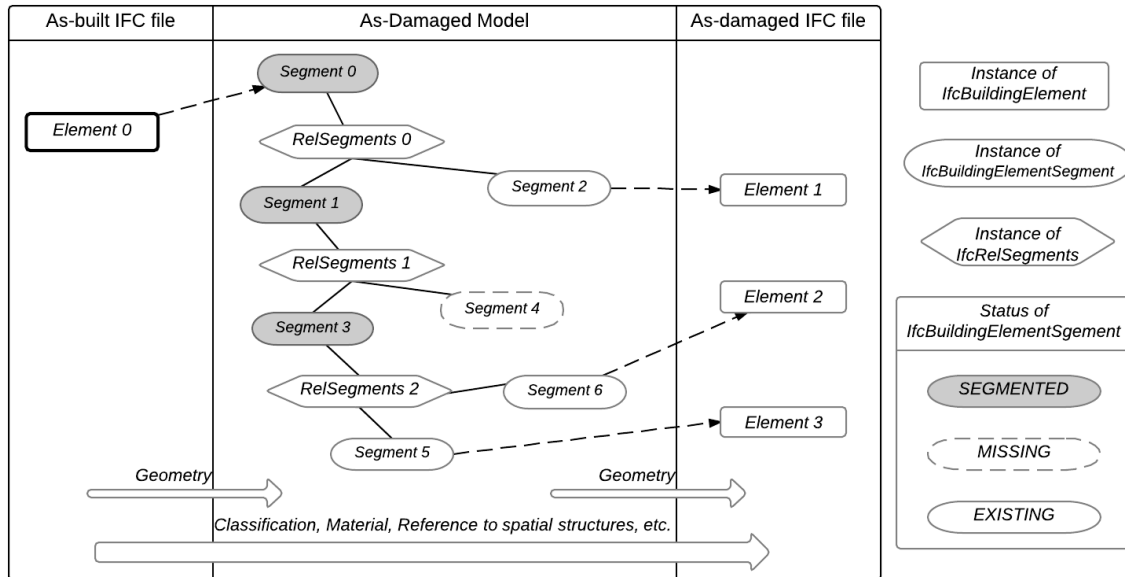 As-built IFC file
As-Damaged Model
As-damaged IFC file
Segment 0
Element 0
RelSegments 0
Segment 2
Element 1
Segment 1
RelSegments 1
Segment 4
Element 2
Segment 3
RelSegments 2
Segment 6
Element 3
Segment 5
Geometry
Geometry
Classification, Material, Reference to spatial structures, etc.
Instance of
IfcBuildingElement
Instance of
IfcBuildingElementSegment
Instance of
IfcRelSegments
Status of
IfcBuildingElementSgement
SEGMENTED
MISSING
EXISTING